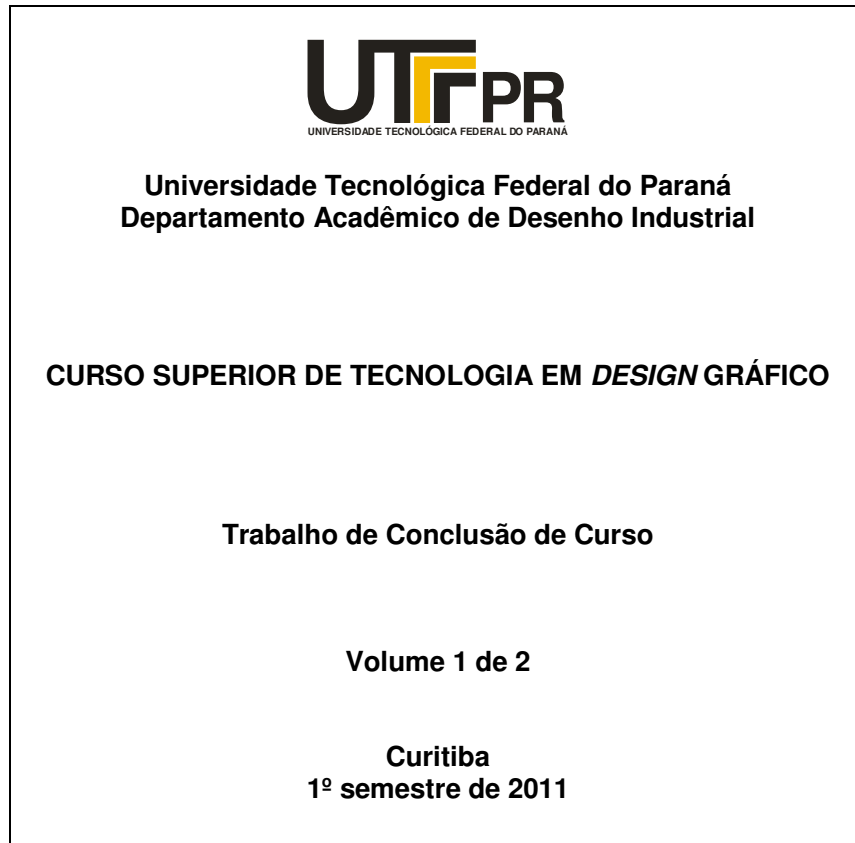 UTFPR
UNIVERSIDADE TECNOLÓGICA FEDERAL DO PARANÁ
Universidade Tecnológica Federal do Paraná
Departamento Acadêmico de Desenho Industrial
CURSO SUPERIOR DE TECNOLOGIA EM DESIGN GRÁFICO
Trabalho de Conclusão de Curso
Volume 1 de 2
Curitiba
1º semestre de 2011